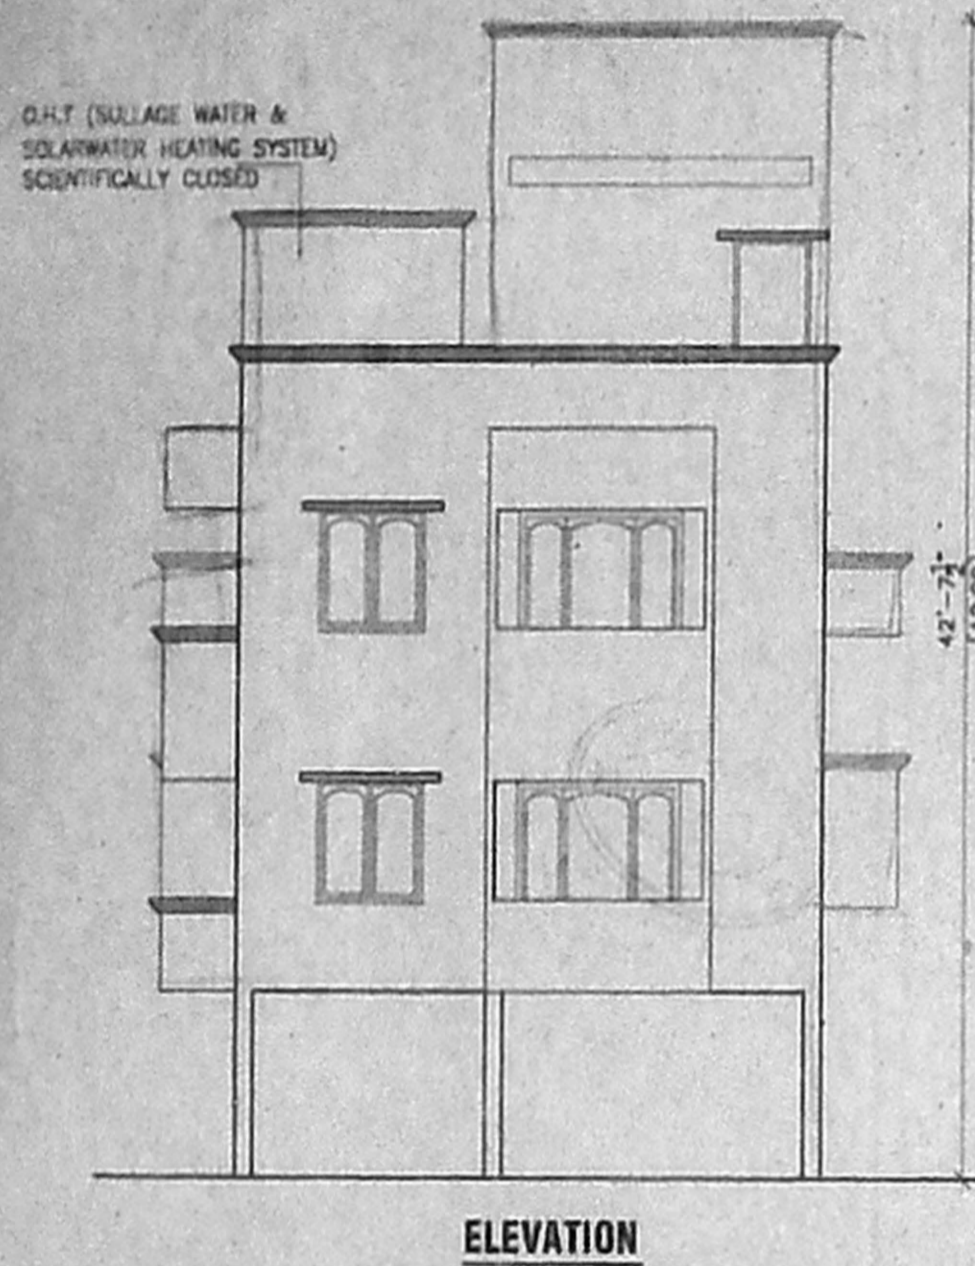 O.H.T (SULLAGE WATER &
SOLARWATER HEATING SYSTEM)
SCIENTIFICALLY CLOSED
42'-7½"
ELEVATION